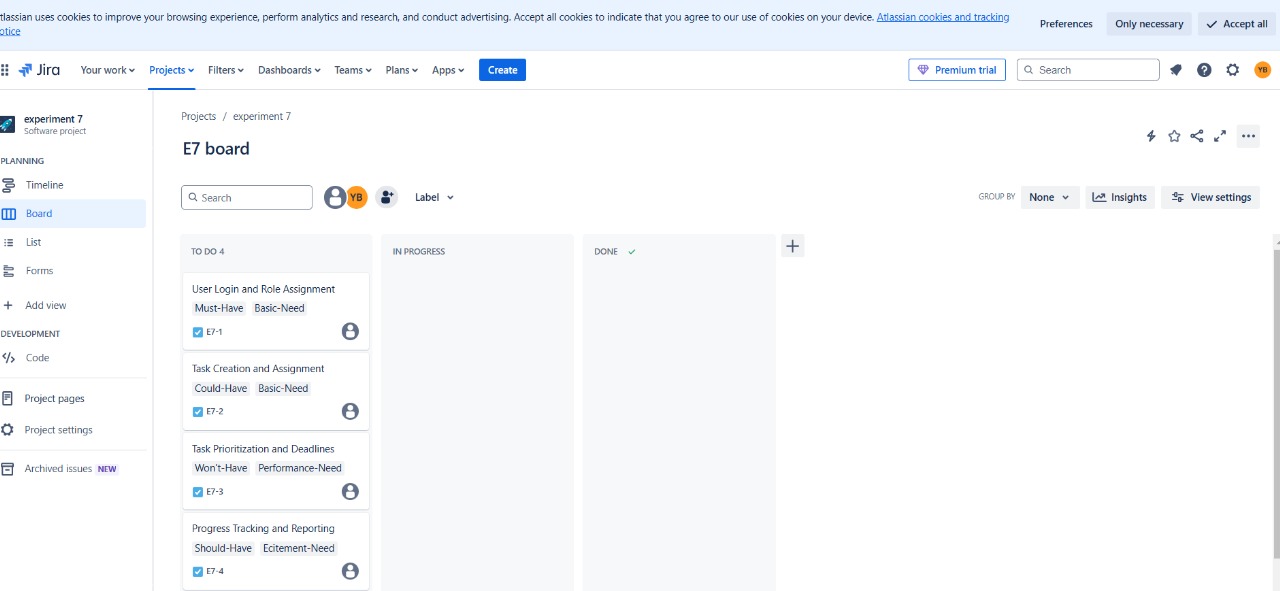 tlassian uses cookies to improve your browsing experience, perform analytics and research, and conduct advertising. Accept all cookies to indicate that you agree to our use of cookies on your device. Atlassian cookies and tracking
otice
Preferences
Only necessary
Accept all
Jira
Your work
Projects
Filters
Dashboards
Teams
Plans
Apps
Create
Premium trial
Search
YB
experiment 7
Software project
PLANNING
Timeline
Board
List
Forms
Add view
DEVELOPMENT
Code
Project pages
Project settings
Archived issues NEW
Projects / experiment 7
E7 board
Search
YB
Label
GROUP BY
None
Insights
View settings
TO DO 4
User Login and Role Assignment
Must-Have Basic-Need
E7-1
Task Creation and Assignment
Could-Have Basic-Need
E7-2
Task Prioritization and Deadlines
Won't-Have Performance-Need
E7-3
Progress Tracking and Reporting
Should-Have Ecitement-Need
E7-4
IN PROGRESS
DONE